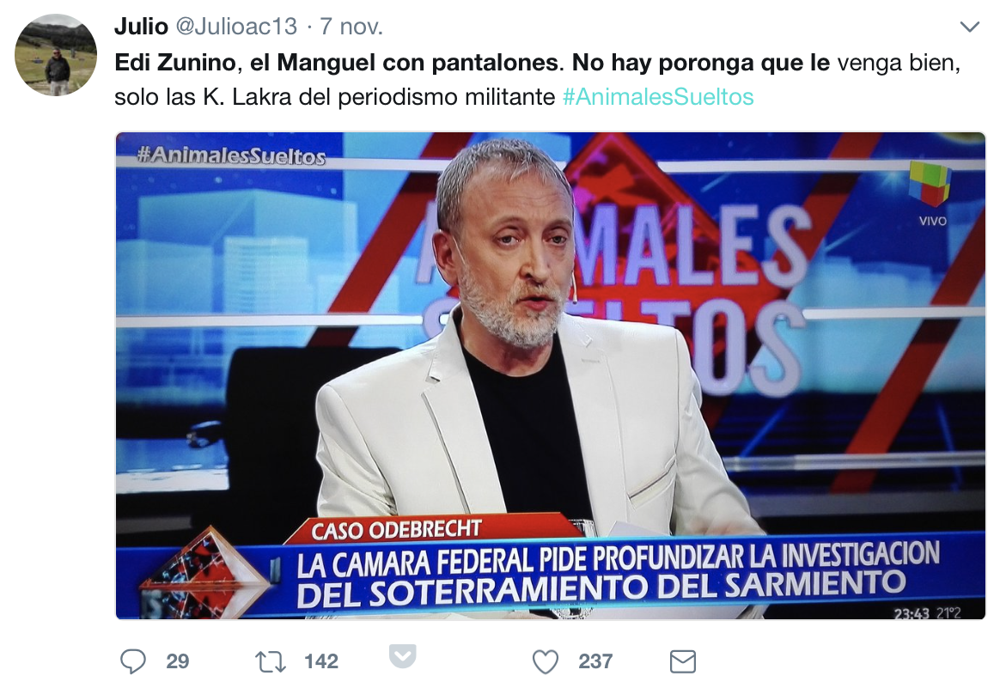 Julio @Julioac13 · 7 nov.
Edi Zunino, el Manguel con pantalones. No hay poronga que le venga bien,
solo las K. Lakra del periodismo militante #AnimalesSueltos
#AnimalesSueltos
VIVO
ANIMALES
SUELTOS
CASO ODEBRECHT
LA CAMARA FEDERAL PIDE PROFUNDIZAR LA INVESTIGACION
DEL SOTERRAMIENTO DEL SARMIENTO
23:43 21°2
29 142 237